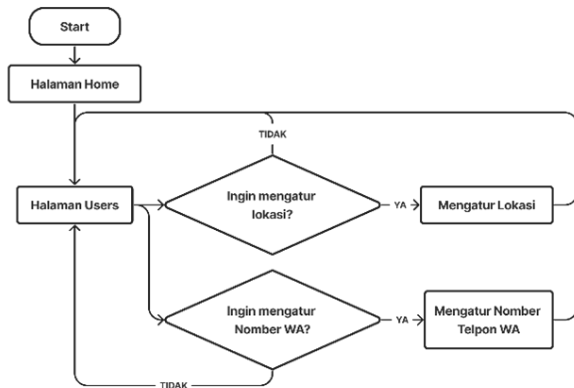 Start
Halaman Home
TIDAK
Halaman Users
Ingin mengatur
lokasi?
YA
Mengatur Lokasi
Ingin mengatur
Nomber WA?
YA
Mengatur Nomber
Telpon WA
TIDAK